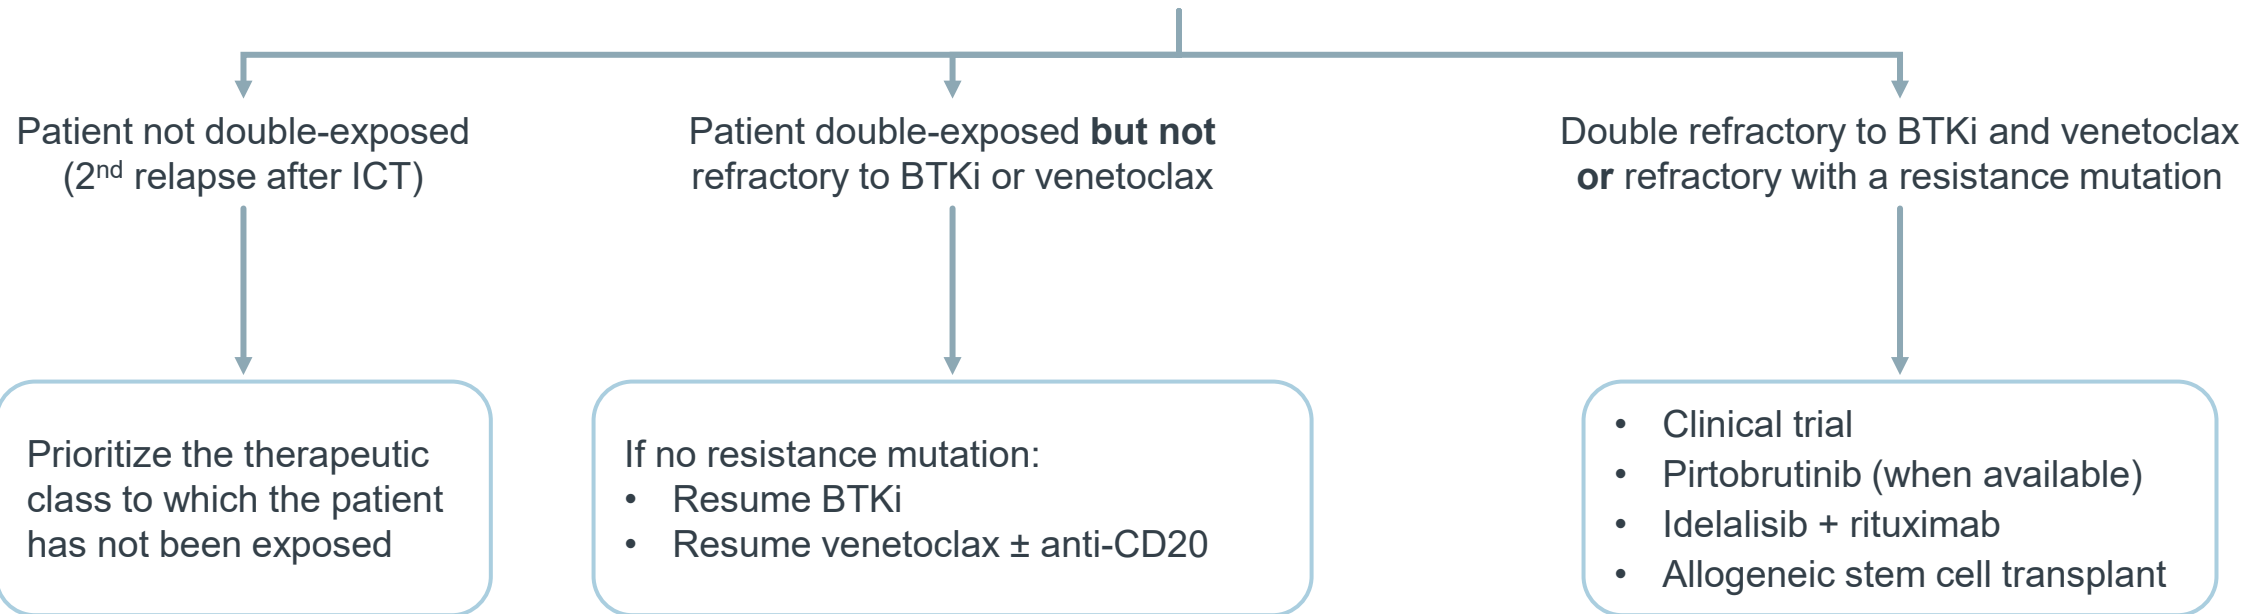 Patient not double-exposed
(2nd relapse after ICT)
Patient double-exposed but not
refractory to BTKi or venetoclax
Double refractory to BTKi and venetoclax
or refractory with a resistance mutation
Prioritize the therapeutic
class to which the patient
has not been exposed
If no resistance mutation:
• Resume BTKi
• Resume venetoclax ± anti-CD20
• Clinical trial
• Pirtobrutinib (when available)
• Idelalisib + rituximab
• Allogeneic stem cell transplant